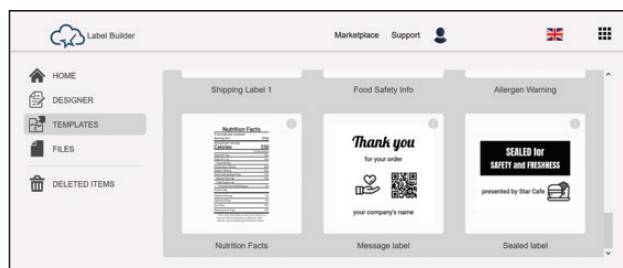 Label Builder
Marketplace Support
HOME
DESIGNER
TEMPLATES
FILES
DELETED ITEMS
Shipping Label 1 Food Safety Info Allergen Warning
Nutrition Facts
Calories 250
Thank you
for your order
your company's name
SEALED for
SAFETY and FRESHNESS
presented by Star Cafe
Nutrition Facts Message label Sealed label